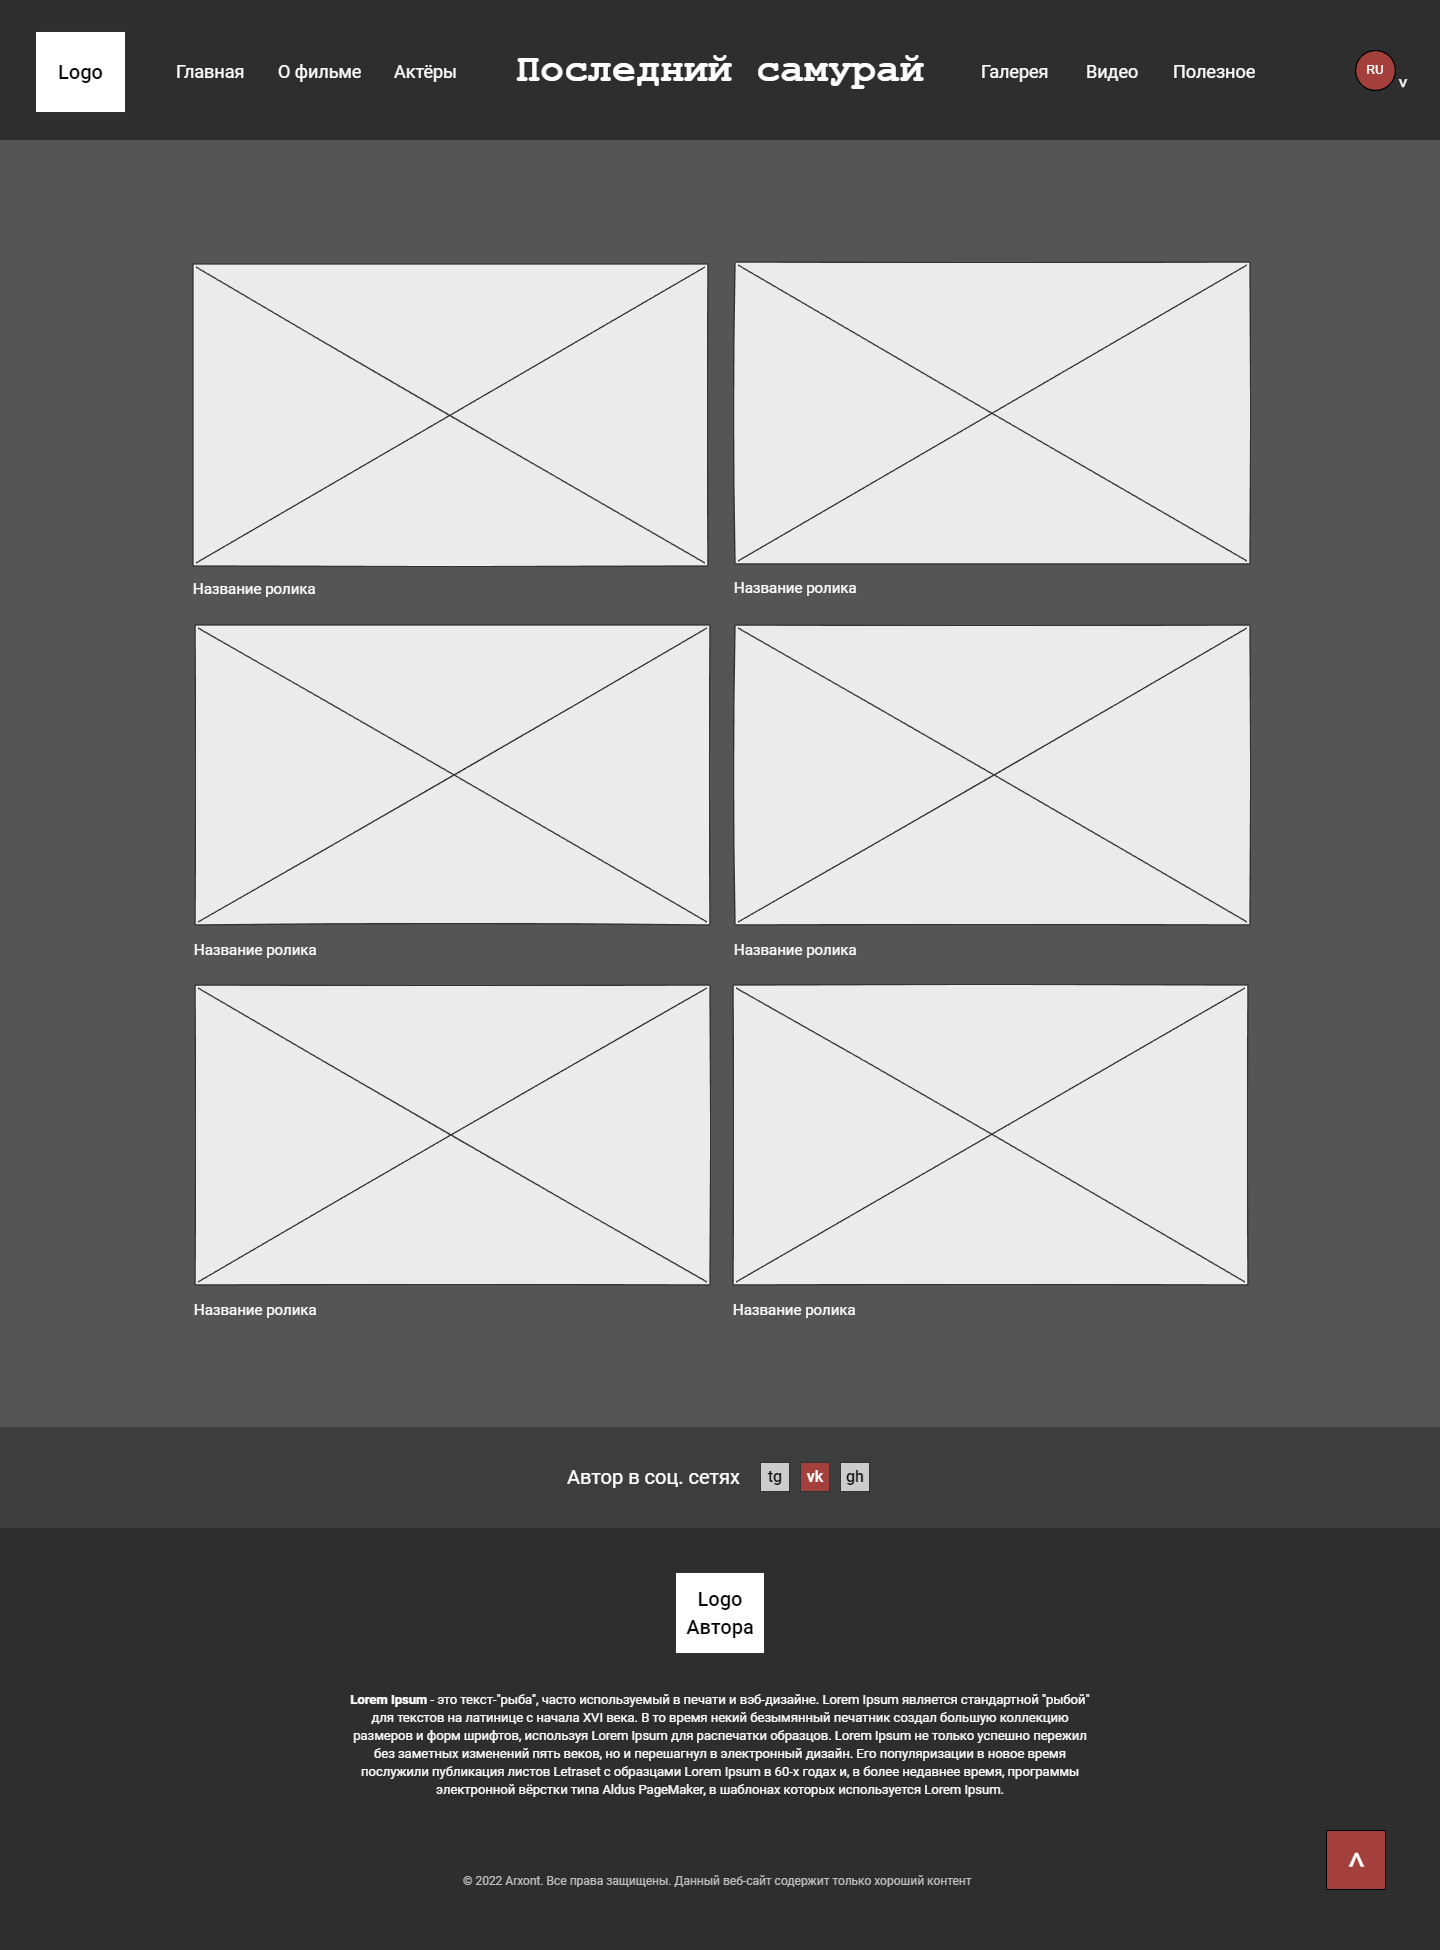 Logo
Главная
О фильме
Актёры
Последний самурай
Галерея
Видео
Полезное
RU
v
Название ролика
Название ролика
Название ролика
Название ролика
Название ролика
Название ролика
Автор в соц. сетях
tg
vk
gh
Logo
Автора
Lorem Ipsum - это текст-"рыба", часто используемый в печати и вэб-дизайне. Lorem Ipsum является стандартной "рыбой"
для текстов на латинице с начала XVI века. В то время некий безымянный печатник создал большую коллекцию
размеров и форм шрифтов, используя Lorem Ipsum для распечатки образцов. Lorem Ipsum не только успешно пережил
без заметных изменений пять веков, но и перешагнул в электронный дизайн. Его популяризации в новое время
послужили публикация листов Letraset с образцами Lorem Ipsum в 60-х годах и, в более недавнее время, программы
электронной вёрстки типа Aldus PageMaker, в шаблонах которых используется Lorem Ipsum.
^
© 2022 Arxont. Все права защищены. Данный веб-сайт содержит только хороший контент